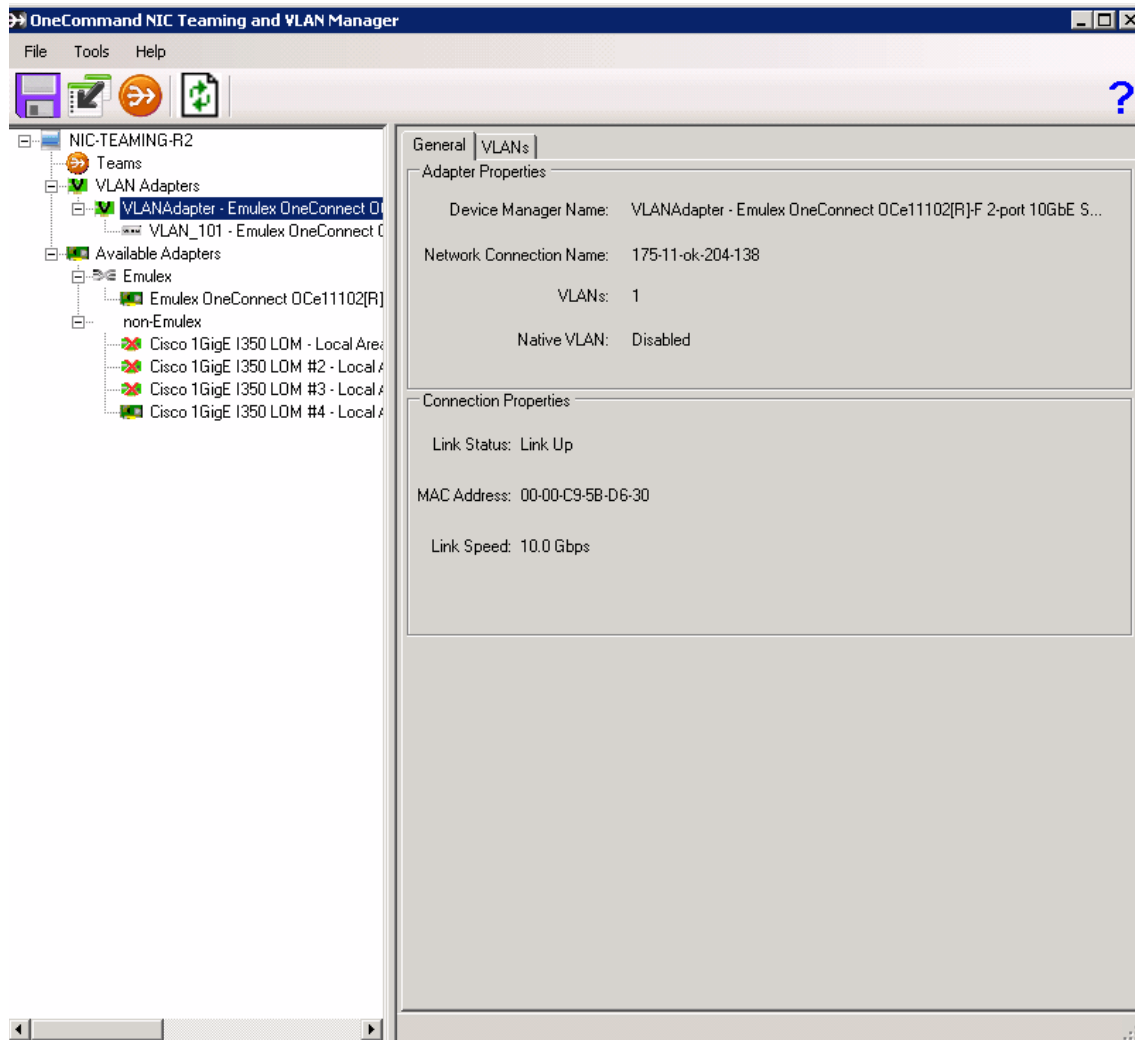 OneCommand NIC Teaming and VLAN Manager
File Tools Help
?
NIC-TEAMING-R2
Teams
VLAN Adapters
VLANAdapter - Emulex OneConnect
VLAN_101 - Emulex OneConnect
Available Adapters
Emulex
Emulex OneConnect OCe11102[R]
non-Emulex
Cisco 1GigE I350 LOM - Local Area
Cisco 1GigE I350 LOM #2 - Local
Cisco 1GigE I350 LOM #3 - Local
Cisco 1GigE I350 LOM #4 - Local
General VLANs
Adapter Properties
Device Manager Name: VLANAdapter - Emulex OneConnect OCe11102[R]-F 2-port 10GbE S...
Network Connection Name: 175-11-ok-204-138
VLANs: 1
Native VLAN: Disabled
Connection Properties
Link Status: Link Up
MAC Address: 00-00-C9-5B-D6-30
Link Speed: 10.0 Gbps